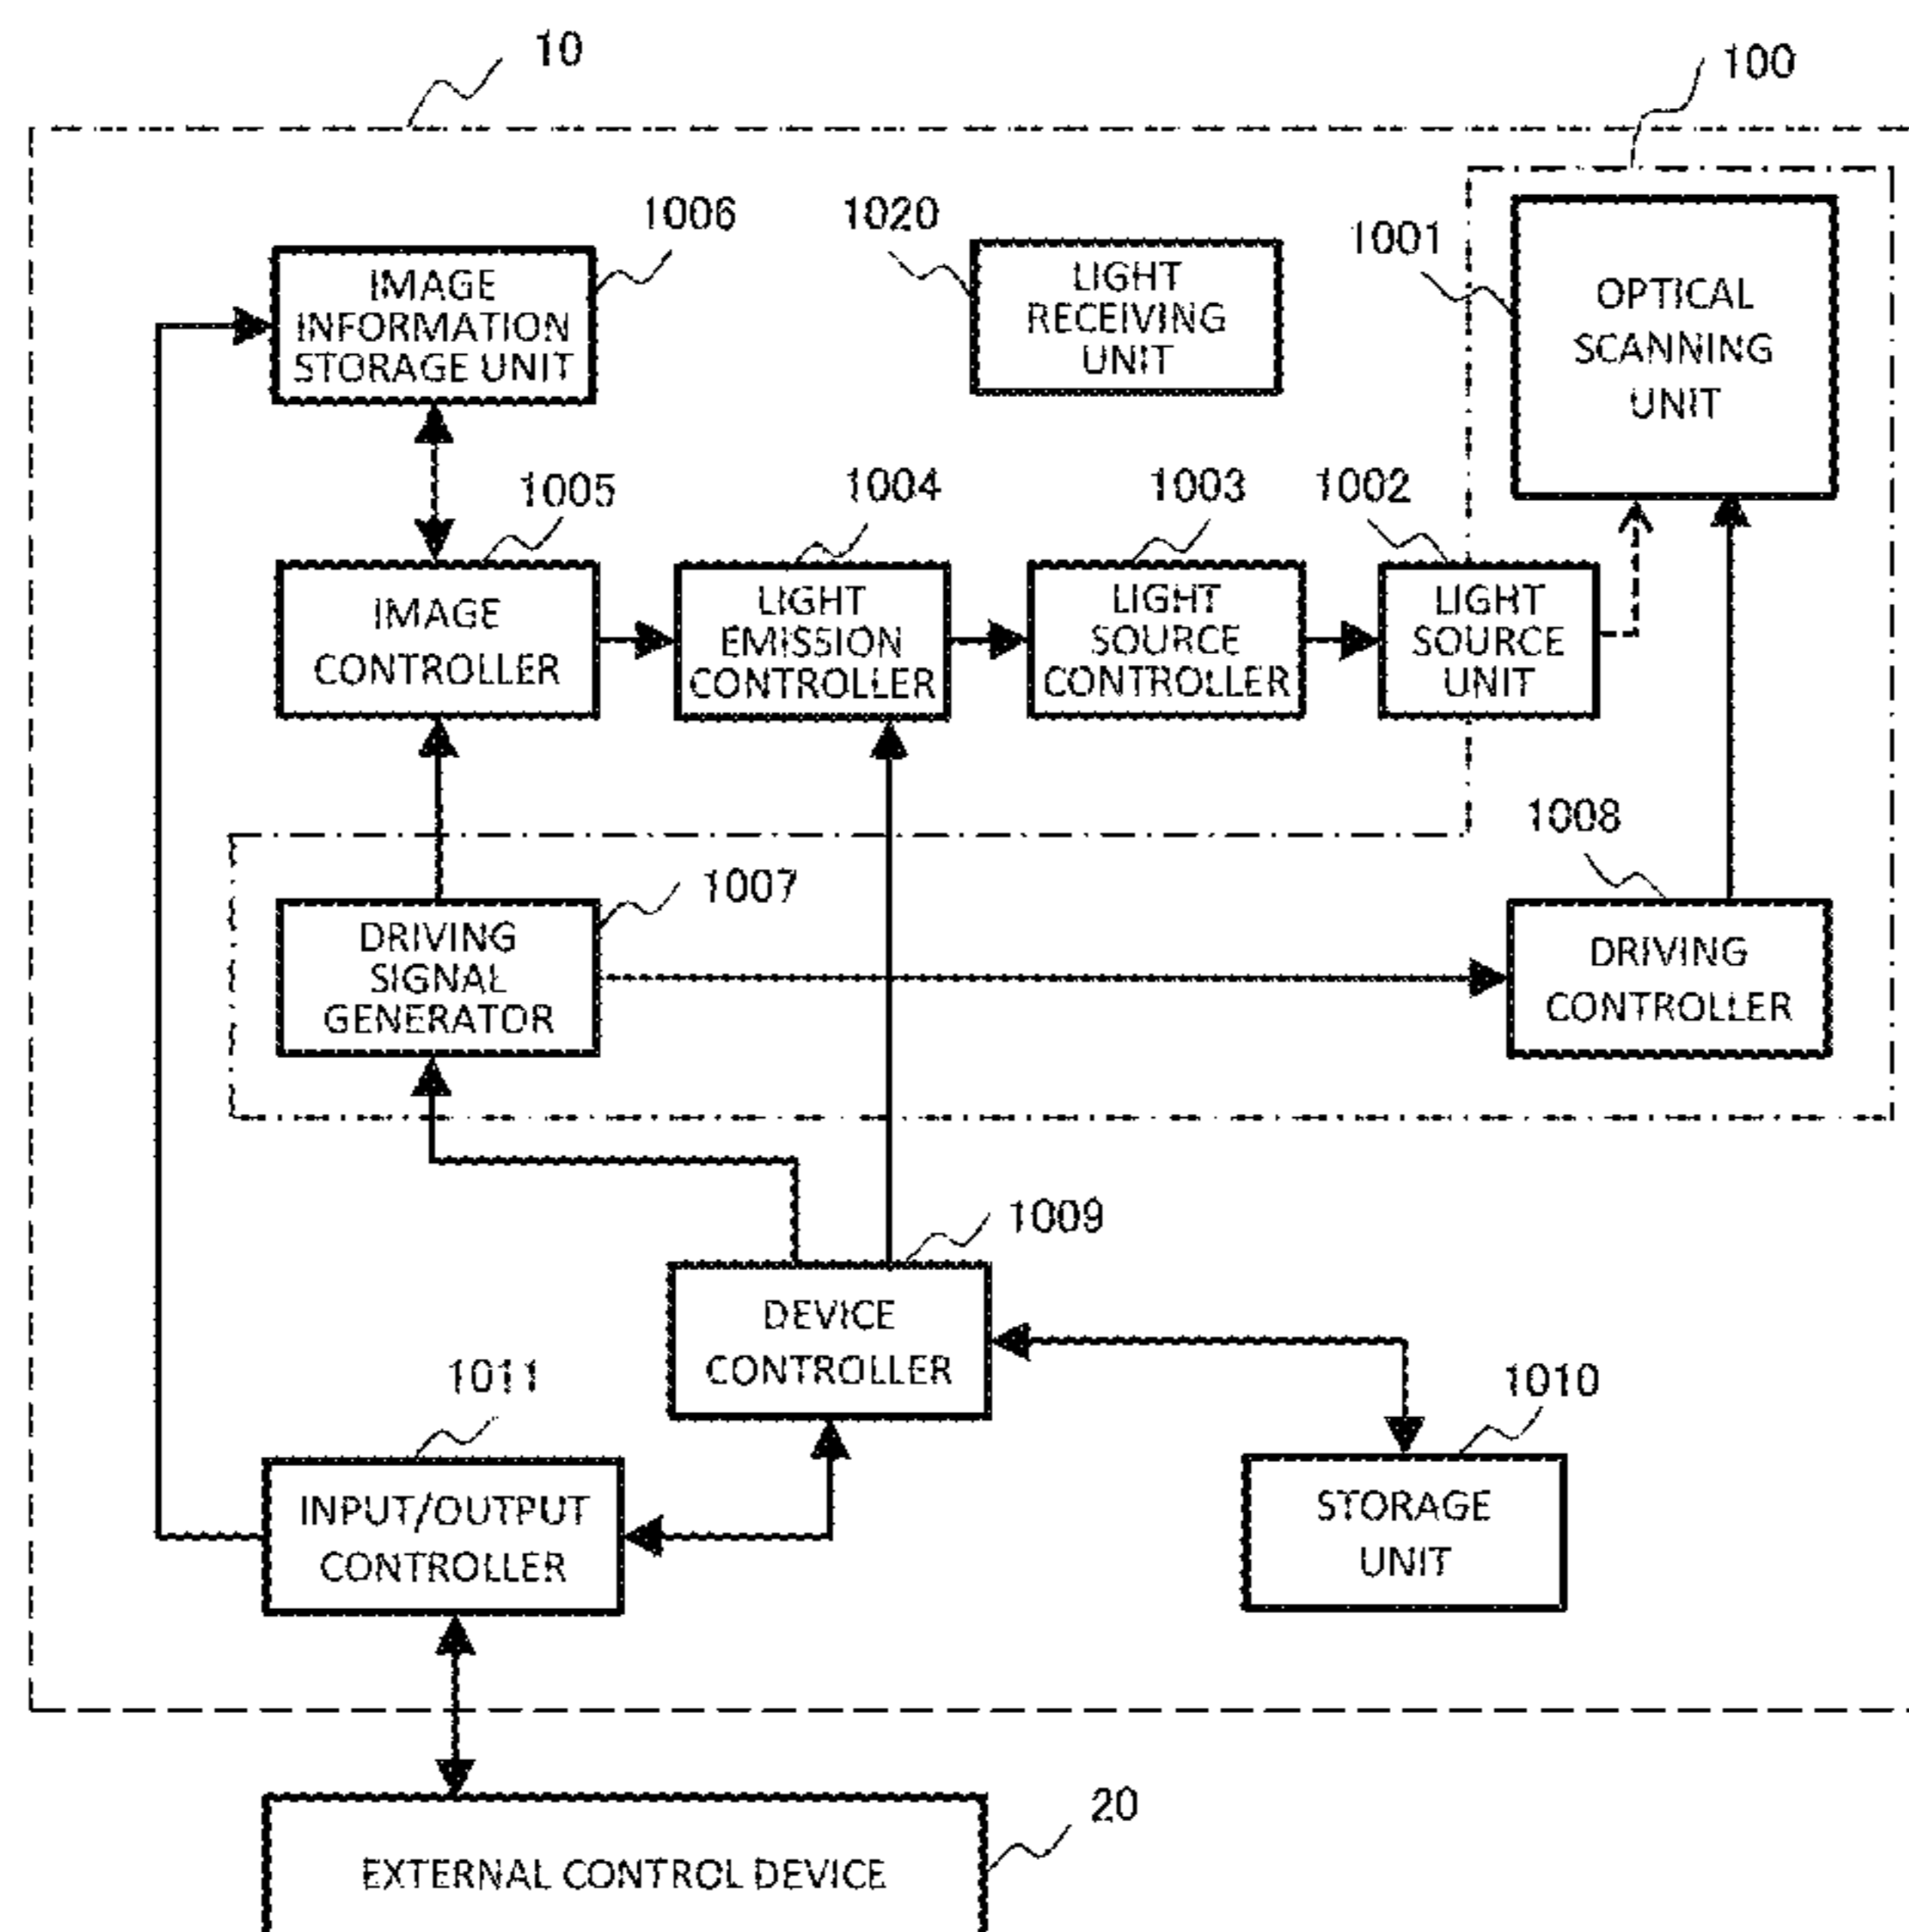 10
100
1006
IMAGE
INFORMATION
STORAGE UNIT
1020
LIGHT
RECEIVING
UNIT
1001
OPTICAL
SCANNING
UNIT
1005
IMAGE
CONTROLLER
1004
LIGHT
EMISSION
CONTROLLER
1003
LIGHT
SOURCE
CONTROLLER
1002
LIGHT
SOURCE
UNIT
1007
DRIVING
SIGNAL
GENERATOR
1008
DRIVING
CONTROLLER
1009
DEVICE
CONTROLLER
1011
INPUT/OUTPUT
CONTROLLER
1010
STORAGE
UNIT
20
EXTERNAL CONTROL DEVICE